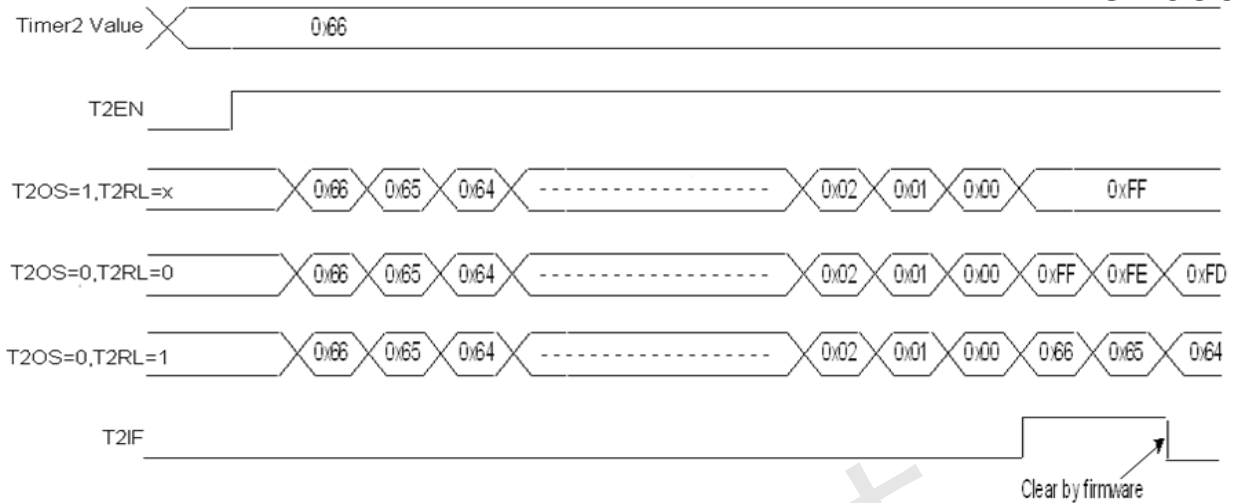 Timer2 Value 0x66
T2EN
T2OS=1,T2RL=x 0x66 0x65 0x64 0x02 0x01 0x00 0xFF
T2OS=0,T2RL=0 0x66 0x65 0x64 0x02 0x01 0x00 0xFF 0xFE 0xFD
T2OS=0,T2RL=1 0x66 0x65 0x64 0x02 0x01 0x00 0x66 0x65 0x64
T2IF
Clear by firmware